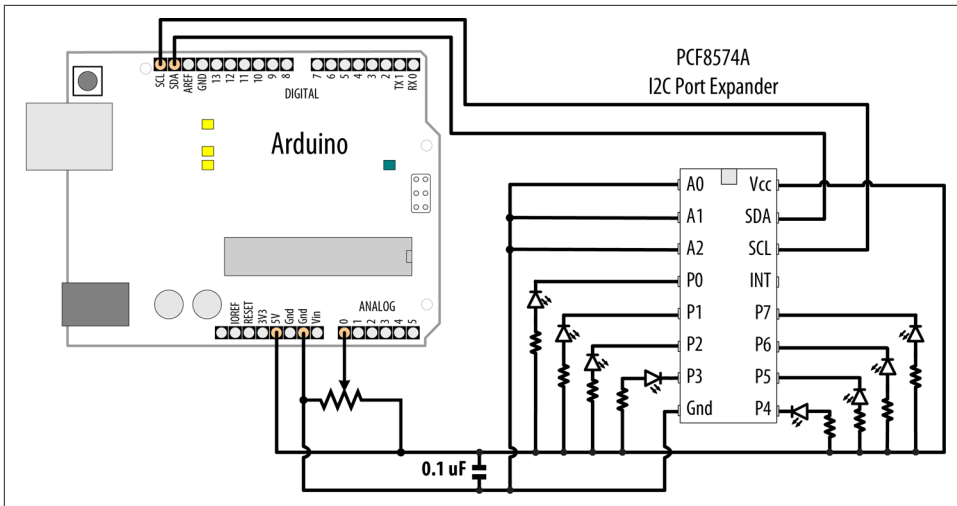 PCF8574A
I2C Port Expander
SCL
SDA
AREF
GND
13
12
11
10
9
8
7
6
5
4
3
2
TX 1
RX 0
DIGITAL
Arduino
A0
A1
A2
P0
P1
P2
P3
Gnd
Vcc
SDA
SCL
INT
P7
P6
P5
P4
IOREF
RESET
3V3
5V
Gnd
Gnd
Vin
ANALOG
0
1
2
3
4
5
0.1 uF